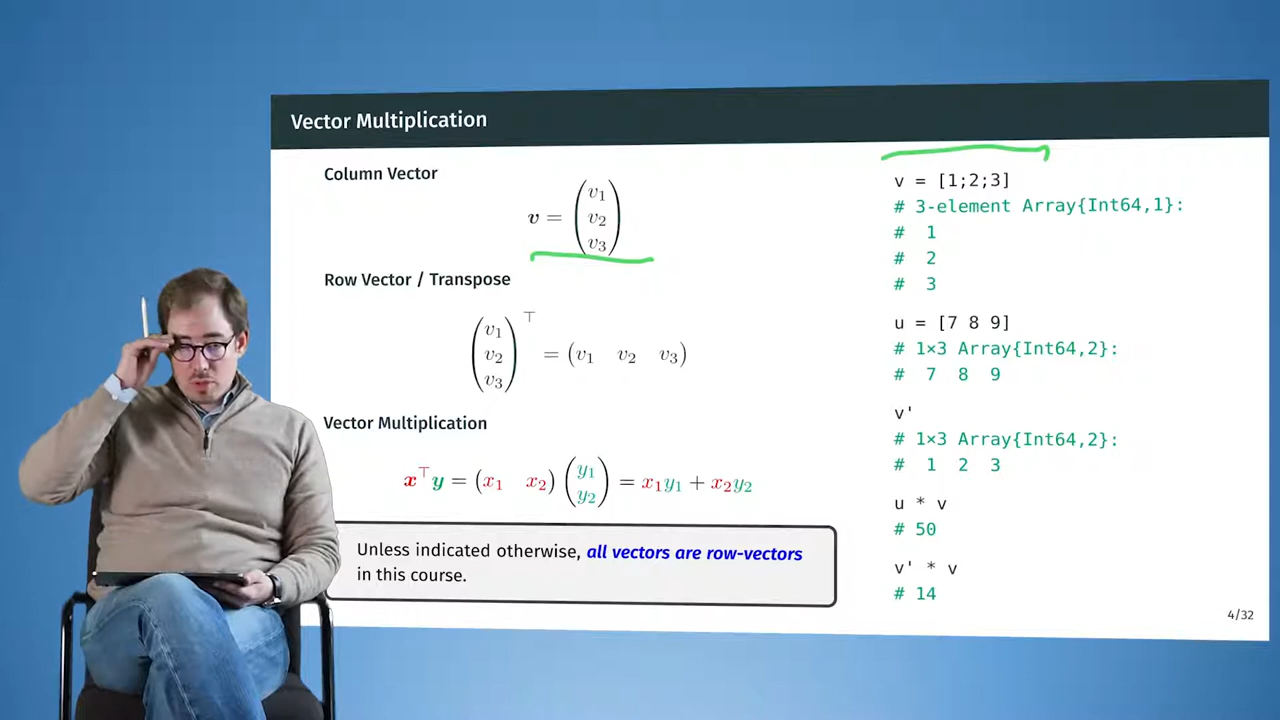 Vector Multiplication
Column Vector
v = (v₁ v₂ v₃)
Row Vector / Transpose
(v₁ v₂ v₃)⊤ = (v₁ v₂ v₃)
Vector Multiplication
x⊤y = (x₁ x₂) (y₁ y₂) = x₁y₁ + x₂y₂
Unless indicated otherwise, all vectors are row-vectors
in this course.
v = [1;2;3]
# 3-element Array{Int64,1}:
# 1
# 2
# 3
u = [7 8 9]
# 1×3 Array{Int64,2}:
# 7 8 9
v'
# 1×3 Array{Int64,2}:
# 1 2 3
u * v
# 50
v' * v
# 14
4/32